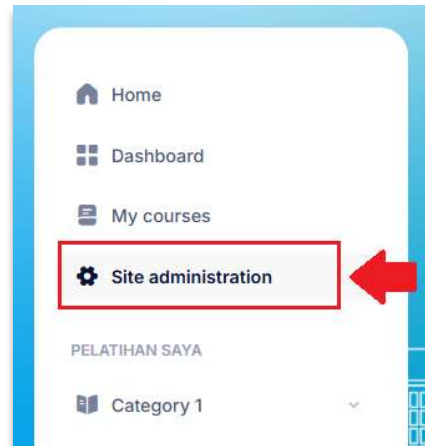 Home
Dashboard
My courses
Site administration
PELATIHAN SAYA
Category 1